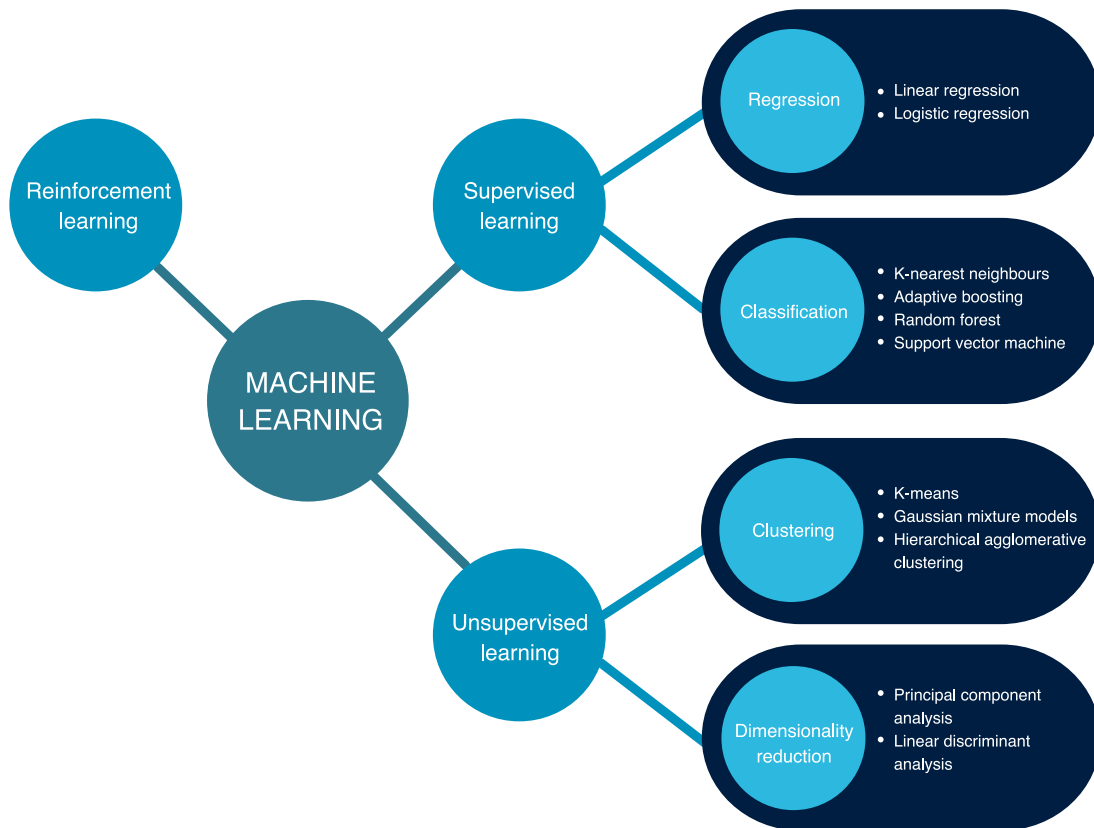 Reinforcement
learning
MACHINE
LEARNING
Supervised
learning
Regression
• Linear regression
• Logistic regression
Classification
• K-nearest neighbours
• Adaptive boosting
• Random forest
• Support vector machine
Unsupervised
learning
Clustering
• K-means
• Gaussian mixture models
• Hierarchical agglomerative
clustering
Dimensionality
reduction
• Principal component
analysis
• Linear discriminant
analysis